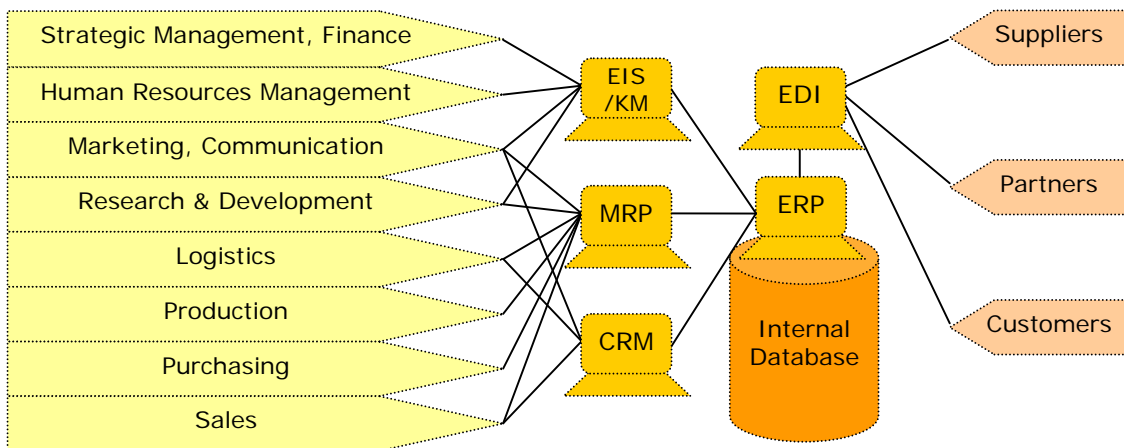 Strategic Management, Finance
Human Resources Management
Marketing, Communication
Research & Development
Logistics
Production
Purchasing
Sales
EIS
/KM
MRP
CRM
EDI
ERP
Internal
Database
Suppliers
Partners
Customers